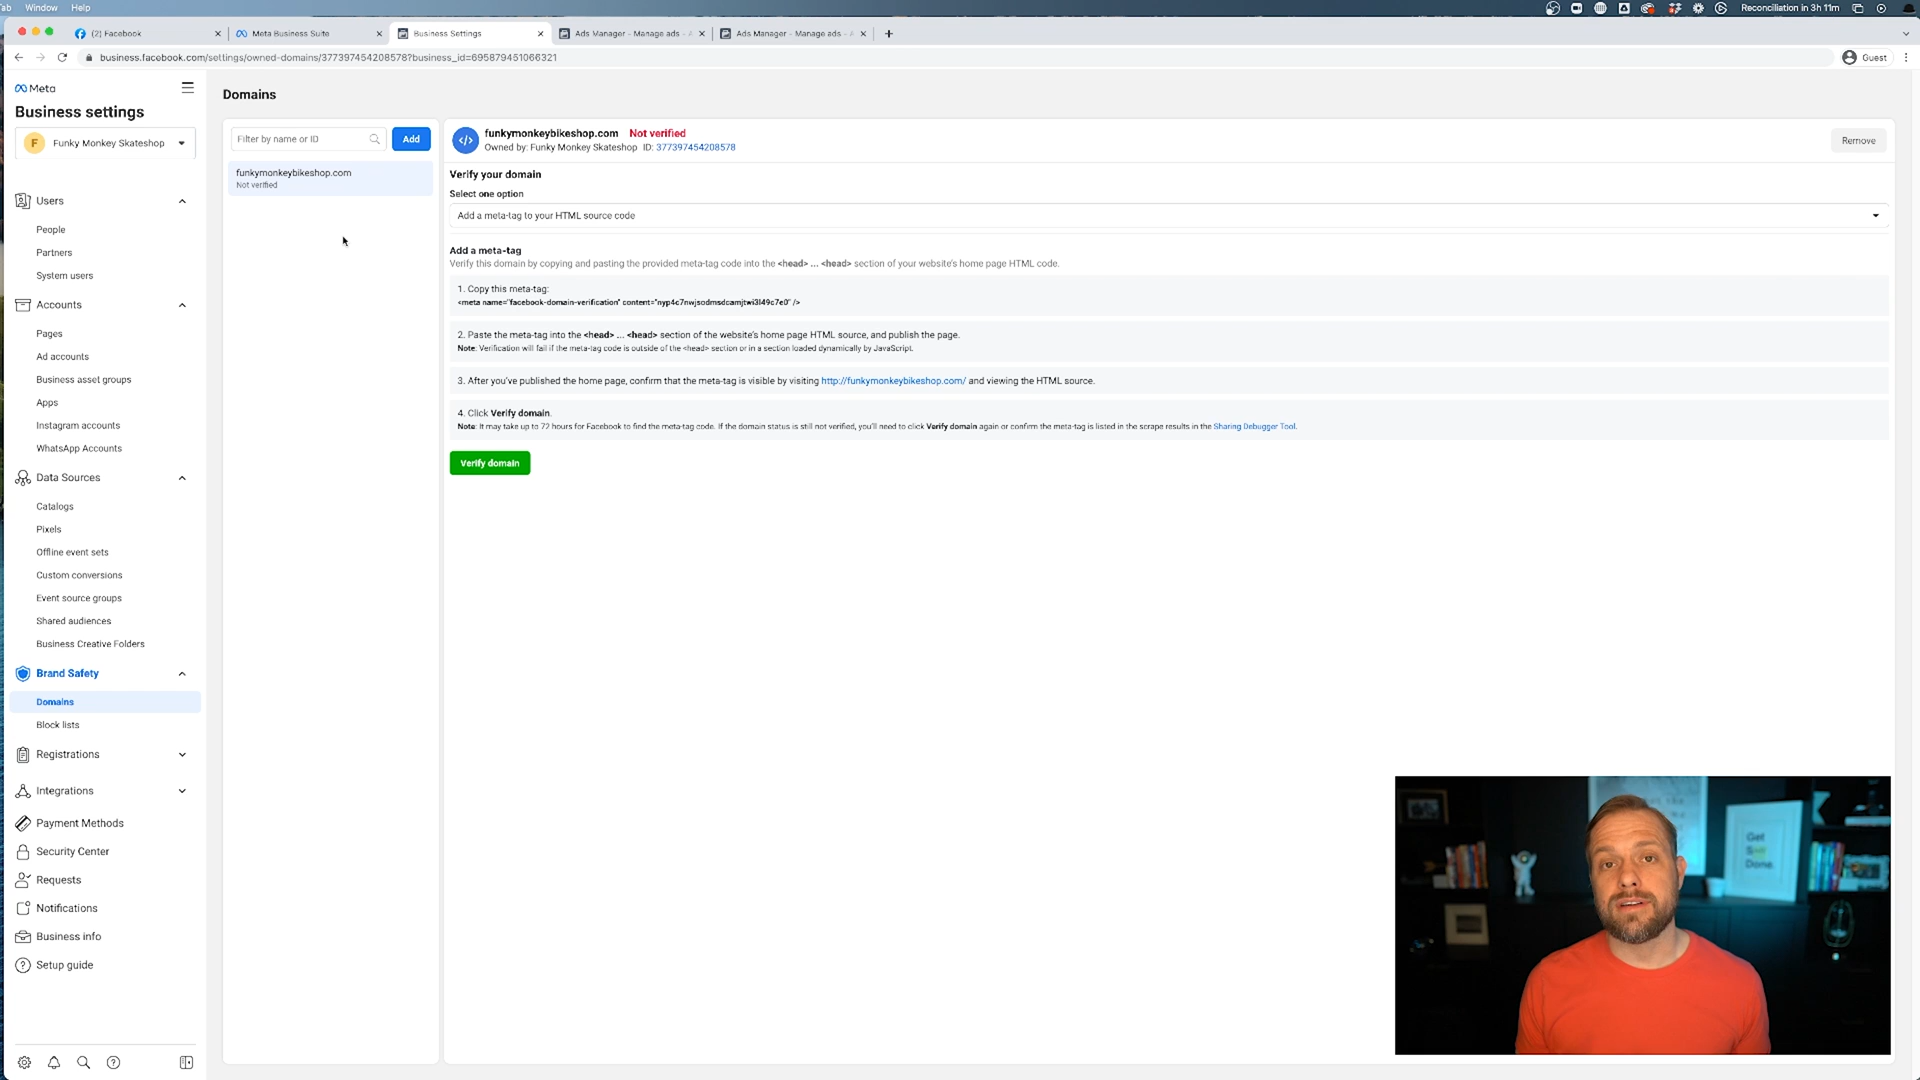 ab Window Help
Reconciliation in 3h 11m
(2) Facebook
Meta Business Suite
Business Settings
Ads Manager - Manage ads -
Ads Manager - Manage ads -
business.facebook.com/settings/owned-domains/377397454208578?business_id=695879451066321
Guest
Meta
Business settings
F Funky Monkey Skateshop
Users
People
Partners
System users
Accounts
Pages
Ad accounts
Business asset groups
Apps
Instagram accounts
WhatsApp Accounts
Data Sources
Catalogs
Pixels
Offline event sets
Custom conversions
Event source groups
Shared audiences
Business Creative Folders
Brand Safety
Domains
Block lists
Registrations
Integrations
Payment Methods
Security Center
Requests
Notifications
Business info
Setup guide
Domains
Filter by name or ID
Add
funkymonkeybikeshop.com
Not verified
funkymonkeybikeshop.com Not verified
Owned by: Funky Monkey Skateshop ID: 377397454208578
Remove
Verify your domain
Select one option
Add a meta-tag to your HTML source code
Add a meta-tag
Verify this domain by copying and pasting the provided meta-tag code into the <head> ... <head> section of your website's home page HTML code.
1. Copy this meta-tag:
<meta name="facebook-domain-verification" content="nyp4c7nwjsodmsdcamjtwi3l49c7e0" />
2. Paste the meta-tag into the <head> ... <head> section of the website's home page HTML source, and publish the page.
Note: Verification will fail if the meta-tag code is outside of the <head> section or in a section loaded dynamically by JavaScript.
3. After you've published the home page, confirm that the meta-tag is visible by visiting http://funkymonkeybikeshop.com/ and viewing the HTML source.
4. Click Verify domain.
Note: It may take up to 72 hours for Facebook to find the meta-tag code. If the domain status is still not verified, you'll need to click Verify domain again or confirm the meta-tag is listed in the scrape results in the Sharing Debugger Tool.
Verify domain
Get
Done.